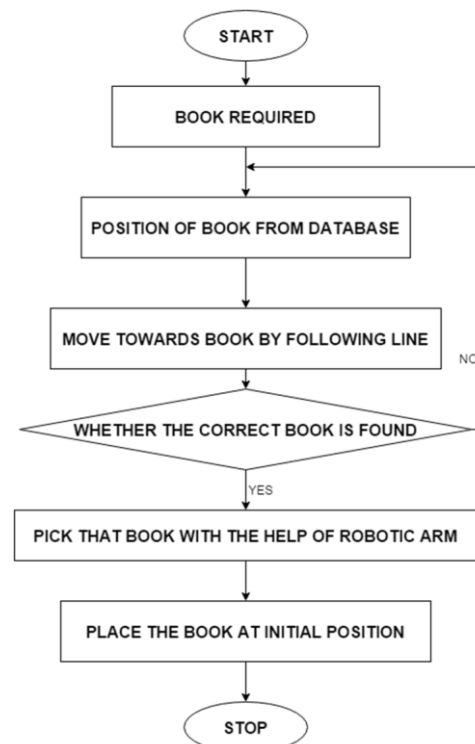 START
BOOK REQUIRED
POSITION OF BOOK FROM DATABASE
MOVE TOWARDS BOOK BY FOLLOWING LINE
NO
WHETHER THE CORRECT BOOK IS FOUND
YES
PICK THAT BOOK WITH THE HELP OF ROBOTIC ARM
PLACE THE BOOK AT INITIAL POSITION
STOP